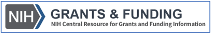 NIH GRANTS & FUNDING
NIH Central Resource for Grants and Funding Information